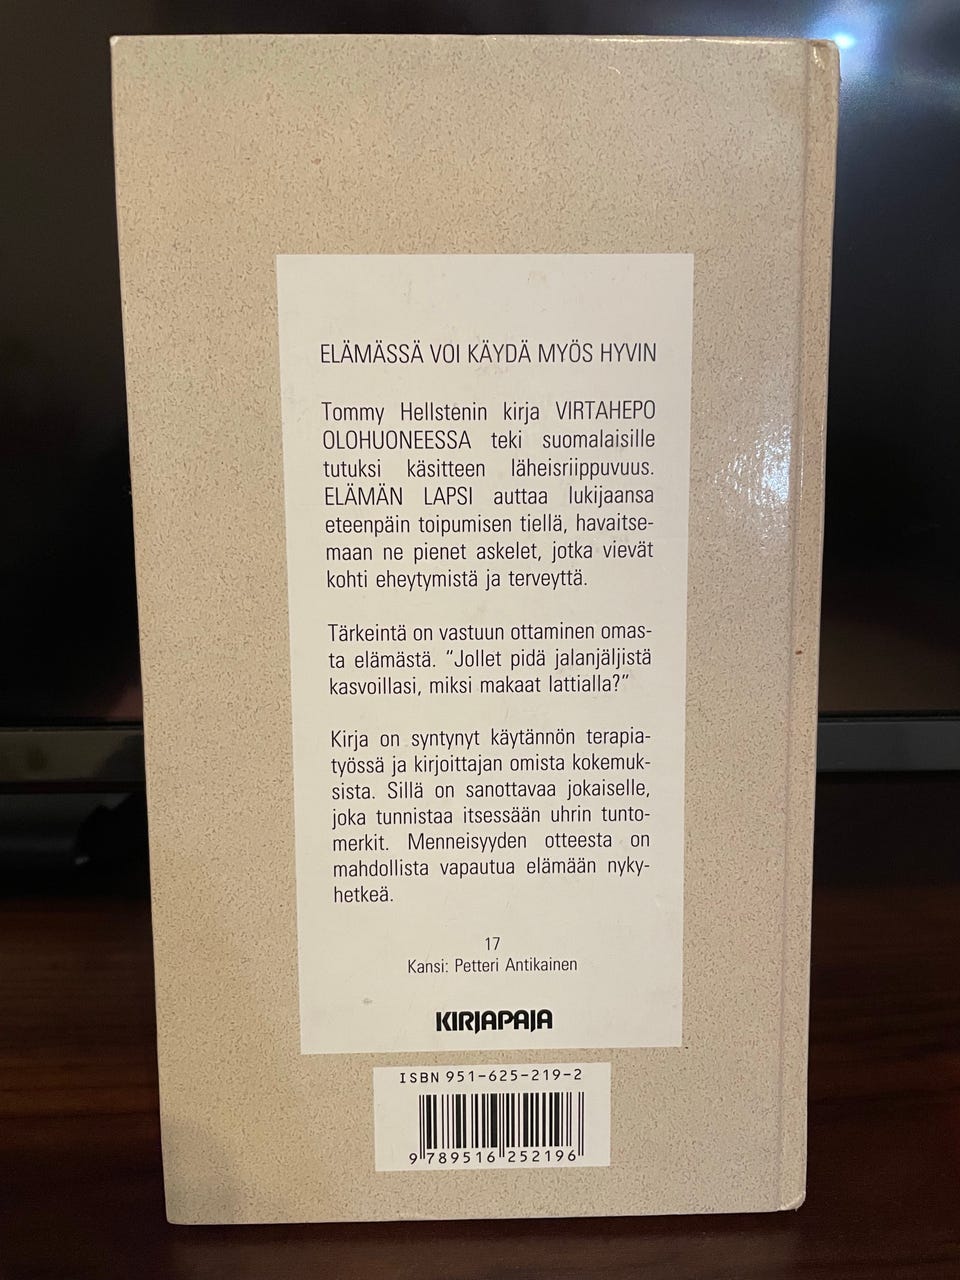 ELÄMÄSSÄ VOI KÄYDÄ MYÖS HYVIN
Tommy Hellstenin kirja VIRTAHEPO
OLOHUONEESSA teki suomalaisille
tutuksi käsitteen läheisriippuvuus.
ELÄMÄN LAPSI auttaa lukijaansa
eteenpäin toipumisen tiellä, havaitse-
maan ne pienet askelet, jotka vievät
kohti eheytymistä ja terveyttä.
Tärkeintä on vastuun ottaminen omas-
ta elämästä. "Jollet pidä jalanjäljistä
kasvoillasi, miksi makaat lattialla?"
Kirja on syntynyt käytännön terapia-
työssä ja kirjoittajan omista kokemuk-
sista. Sillä on sanottavaa jokaiselle,
joka tunnistaa itsessään uhrin tunto-
merkit. Menneisyyden otteesta on
mahdollista vapautua elämään nyky-
hetkeä.
17
Kansi: Petteri Antikainen
KIRJAPAJA
ISBN 951-625-219-2
9 789516 252196